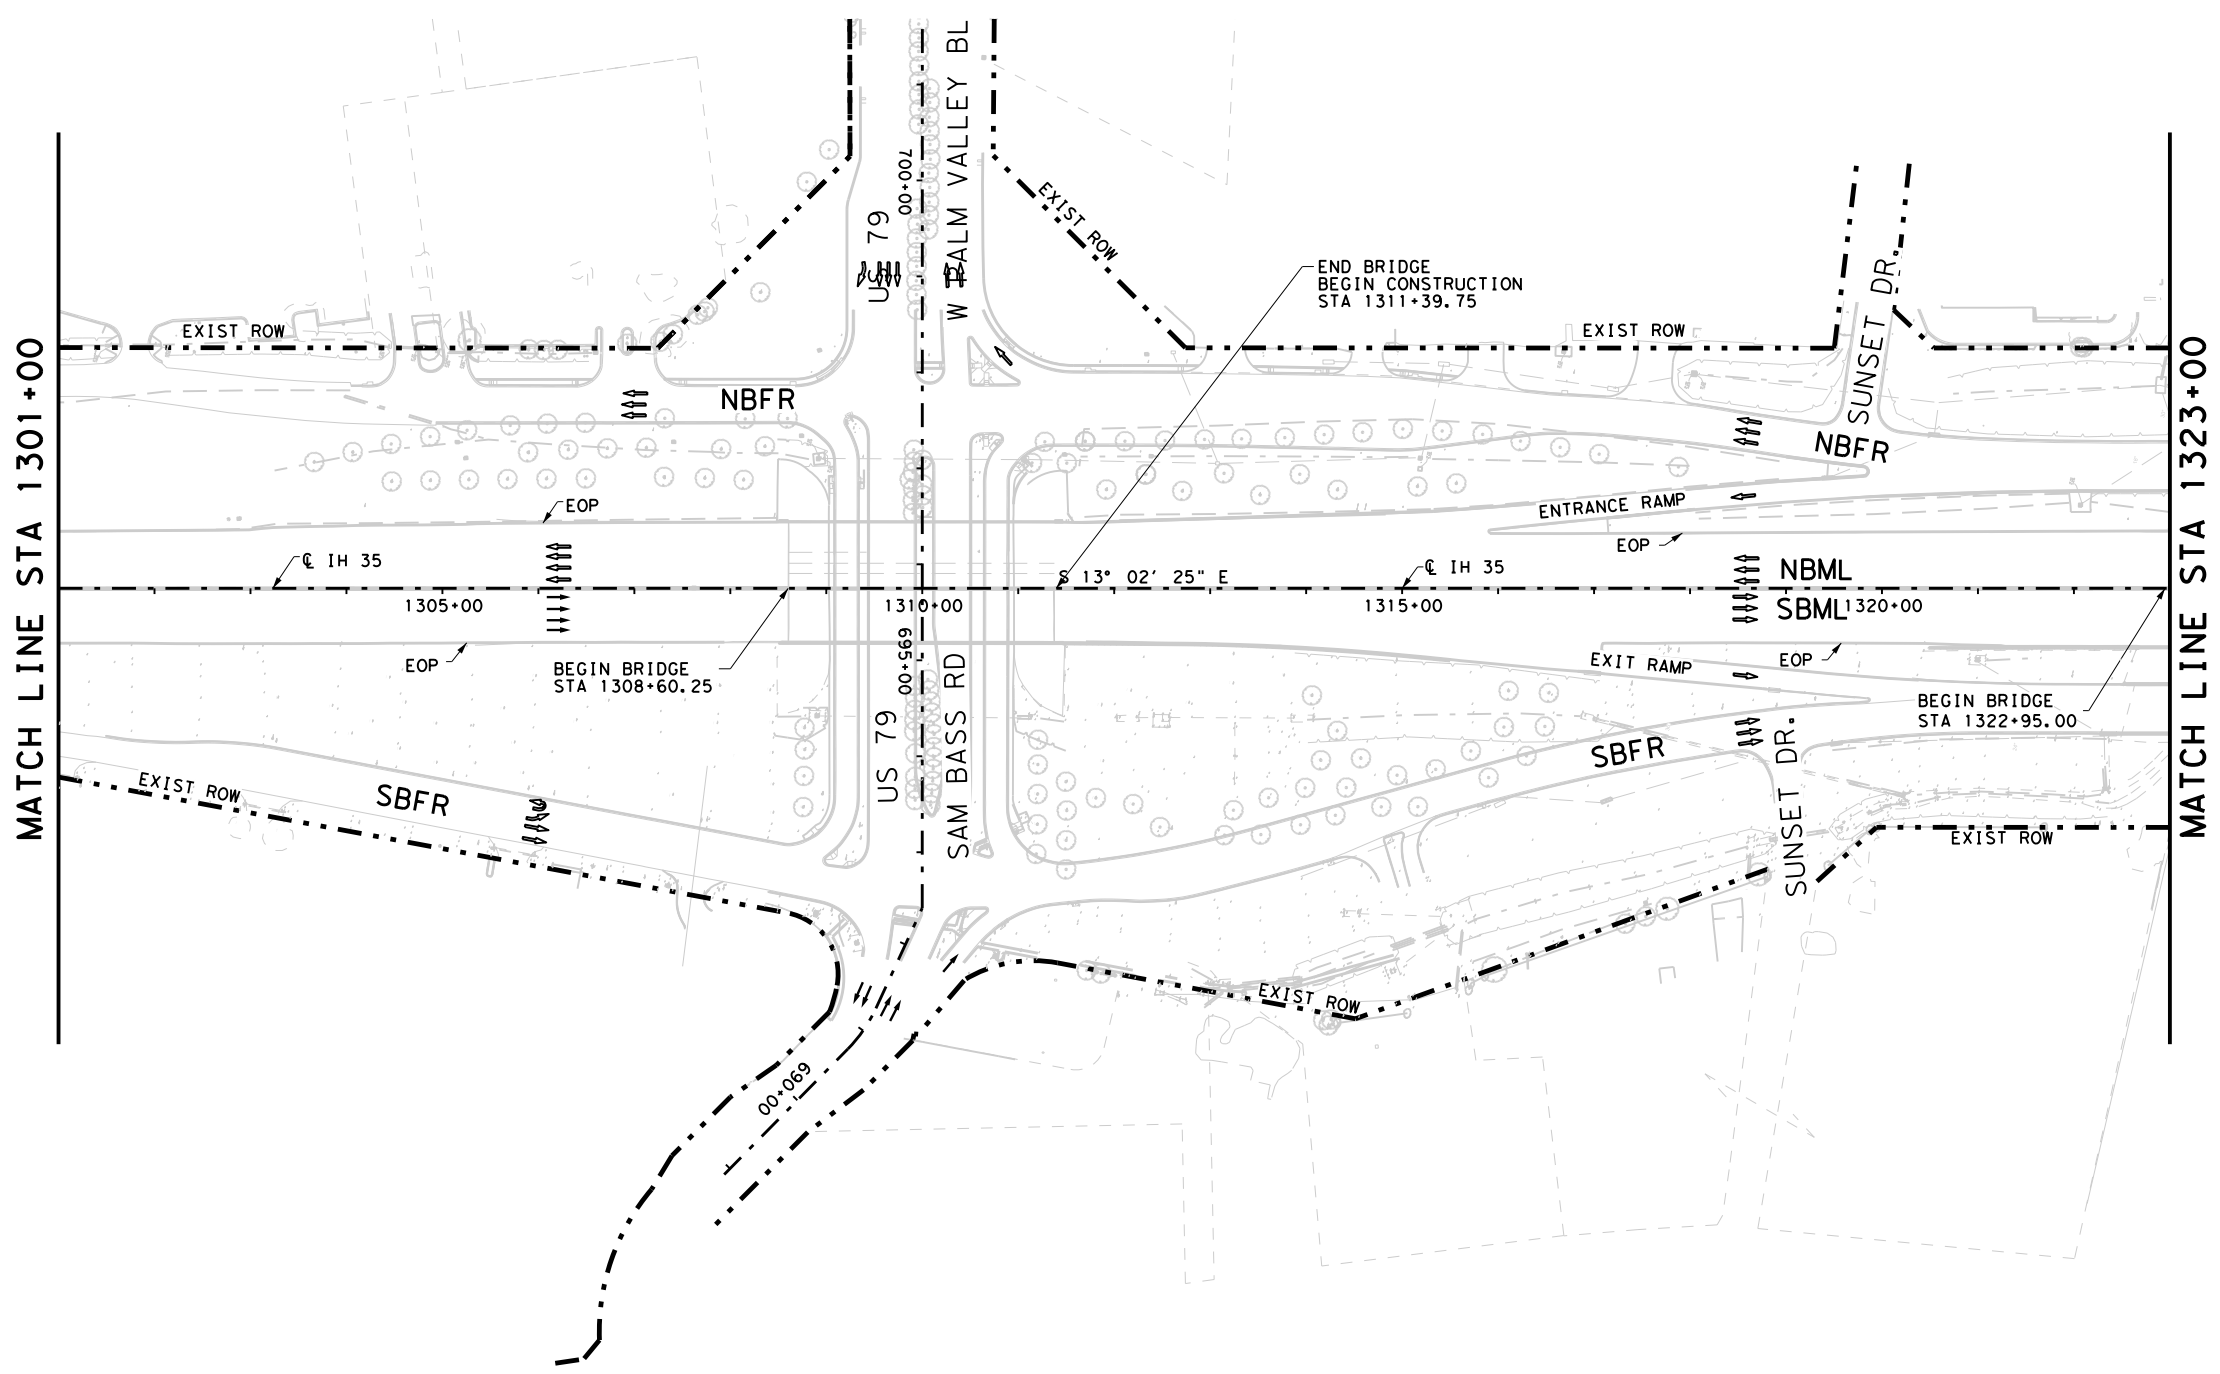 W PALM VALLEY BL
700+00
US 79
EXIST ROW
END BRIDGE
BEGIN CONSTRUCTION
STA 1311+39.75
SUNSET DR.
EXIST ROW
EXIST ROW
MATCH LINE STA 1301+00
MATCH LINE STA 1323+00
NBFR
NBFR
EOP
ENTRANCE RAMP
EOP
℄ IH 35
S 13° 02' 25" E
℄ IH 35
NBML
1305+00
1310+00
1315+00
SBML
1320+00
EOP
BEGIN BRIDGE
STA 1308+60.25
695+00
US 79
SAM BASS RD
EXIT RAMP
EOP
BEGIN BRIDGE
STA 1322+95.00
SBFR
SUNSET DR.
EXIST ROW
SBFR
EXIST ROW
EXIST ROW
690+00